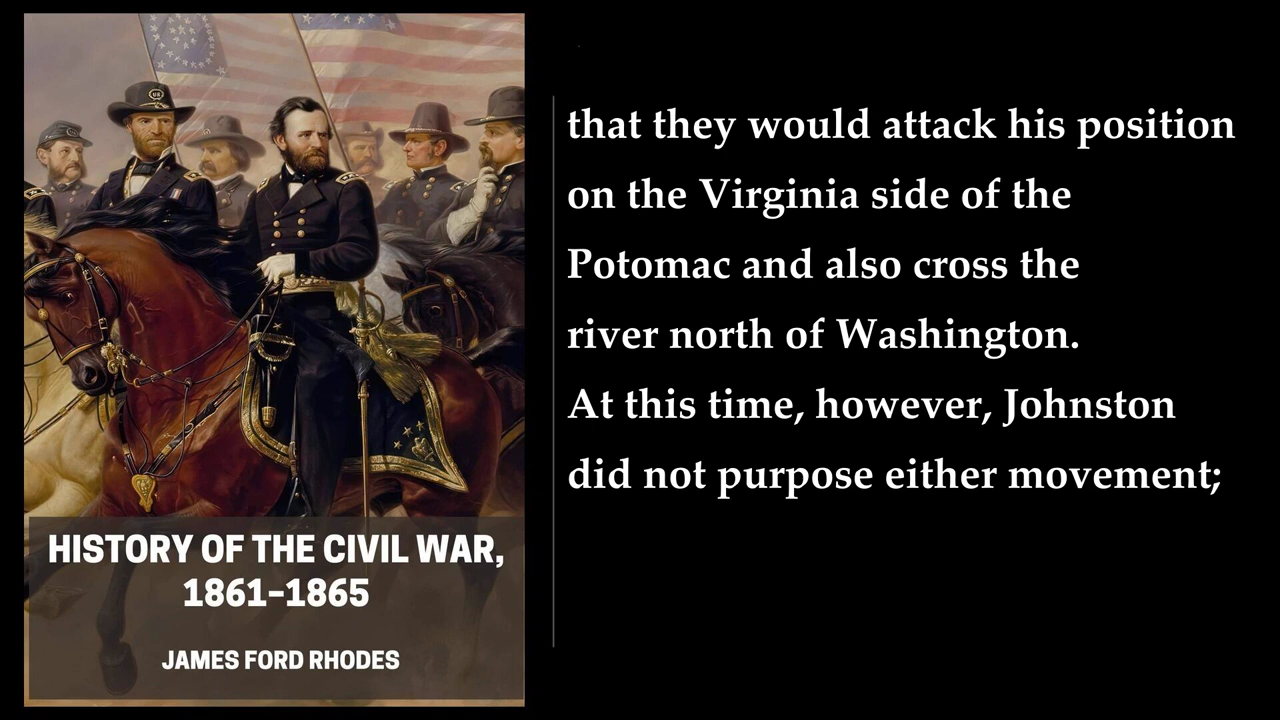 HISTORY OF THE CIVIL WAR,
1861–1865
JAMES FORD RHODES
that they would attack his position
on the Virginia side of the
Potomac and also cross the
river north of Washington.
At this time, however, Johnston
did not purpose either movement;